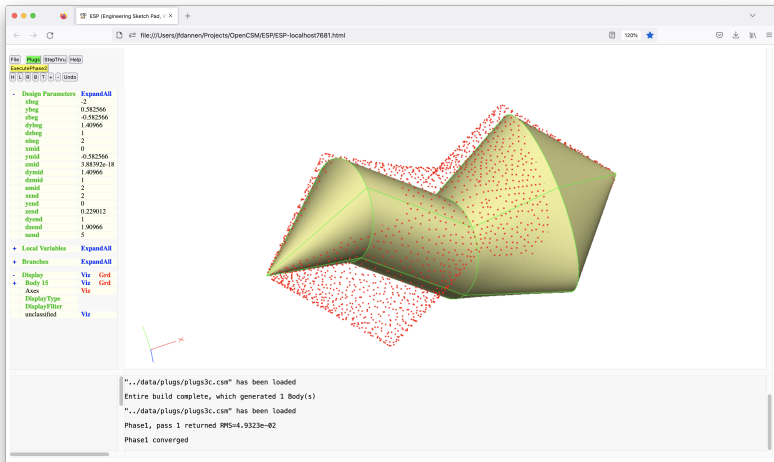 ESP (Engineering Sketch Pad, V
file:///Users/jfdannen/Projects/OpenCSM/ESP/ESP-localhost7681.html
120%
File Plugs StepThru Help
ExecutePhase2
H L R B T + - Undo
- Design Parameters ExpandAll
xbeg -2
ybeg 0.582566
zbeg -0.582566
dybeg 1.40966
dzbeg 1
nbeg 2
xmid 0
ymid -0.582566
zmid 3.88392e-18
dymid 1.40966
dzmid 1
nmid 2
xend 2
yend 0
zend 0.229012
dyend 1
dzend 1.90966
nend 5
+ Local Variables ExpandAll
+ Branches ExpandAll
- Display Viz Grd
+ Body 15 Viz Grd
Axes Viz
DisplayType
DisplayFilter
unclassified Viz
"../data/plugs/plugs3c.csm" has been loaded
Entire build complete, which generated 1 Body(s)
"../data/plugs/plugs3c.csm" has been loaded
Phase1, pass 1 returned RMS=4.9323e-02
Phase1 converged